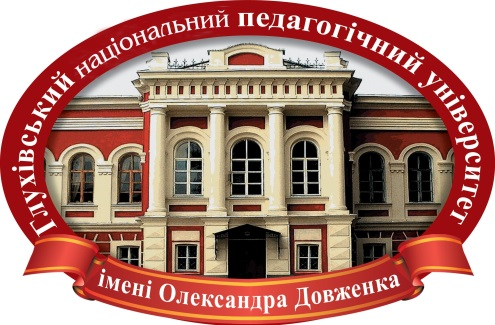 Глухівський національний педагогічний університет
імені Олександра Довженка